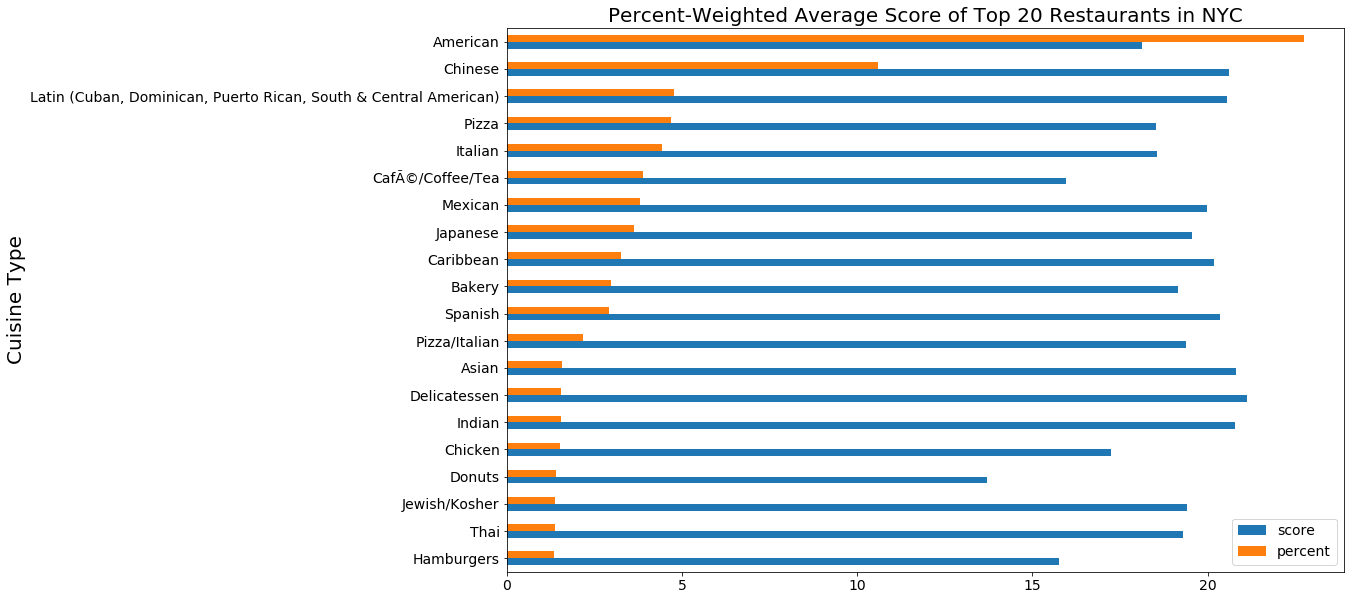 Percent-Weighted Average Score of Top 20 Restaurants in NYC
Cuisine Type
American
Chinese
Latin (Cuban, Dominican, Puerto Rican, South & Central American)
Pizza
Italian
CafÃ©/Coffee/Tea
Mexican
Japanese
Caribbean
Bakery
Spanish
Pizza/Italian
Asian
Delicatessen
Indian
Chicken
Donuts
Jewish/Kosher
Thai
Hamburgers
0 5 10 15 20
score
percent